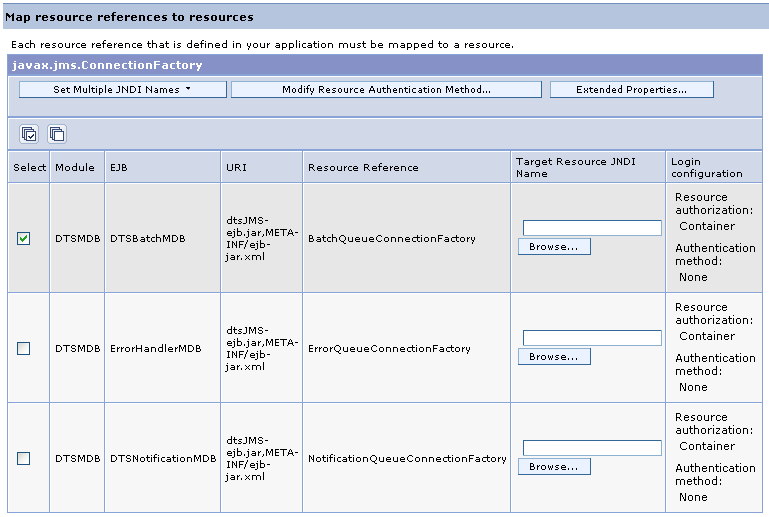 Map resource references to resources
Each resource reference that is defined in your application must be mapped to a resource.
javax.jms.ConnectionFactory
Set Multiple JNDI Names
Modify Resource Authentication Method...
Extended Properties...
Select
Module
EJB
URI
Resource Reference
Target Resource JNDI
Name
Login
configuration
DTSMDB
DTSBatchMDB
dtsJMS-
ejb.jar,META-
INF/ejb-
jar.xml
BatchQueueConnectionFactory
Browse...
Resource
authorization:
Container
Authentication
method:
None
DTSMDB
ErrorHandlerMDB
dtsJMS-
ejb.jar,META-
INF/ejb-
jar.xml
ErrorQueueConnectionFactory
Browse...
Resource
authorization:
Container
Authentication
method:
None
DTSMDB
DTSNotificationMDB
dtsJMS-
ejb.jar,META-
INF/ejb-
jar.xml
NotificationQueueConnectionFactory
Browse...
Resource
authorization:
Container
Authentication
method:
None